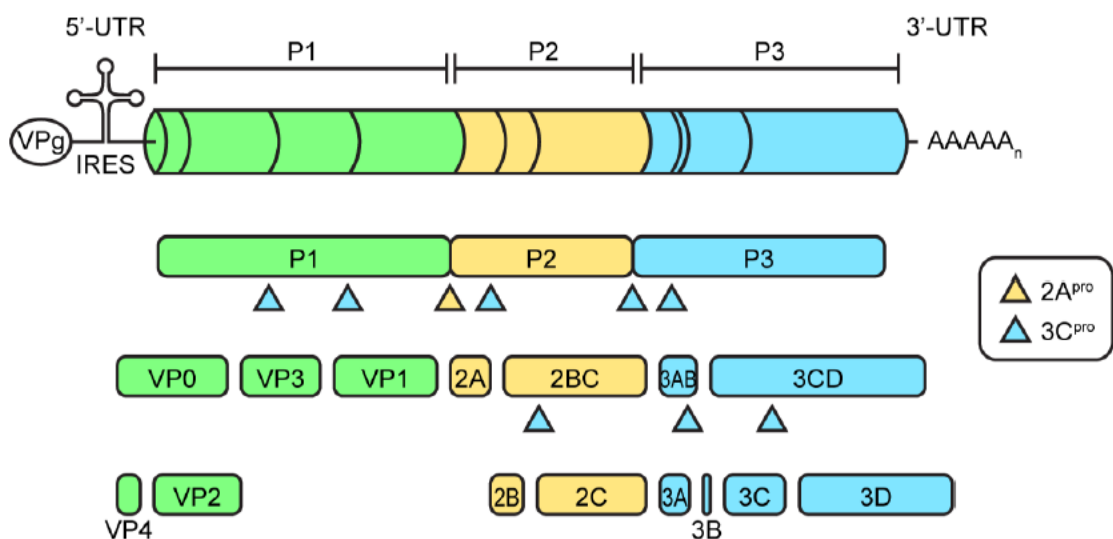 5’-UTR
3’-UTR
P1
P2
P3
VPg
IRES
AAAAAn
P1
P2
P3
2Apro
3Cpro
VP0
VP3
VP1
2A
2BC
3AB
3CD
VP4
VP2
2B
2C
3A
3B
3C
3D